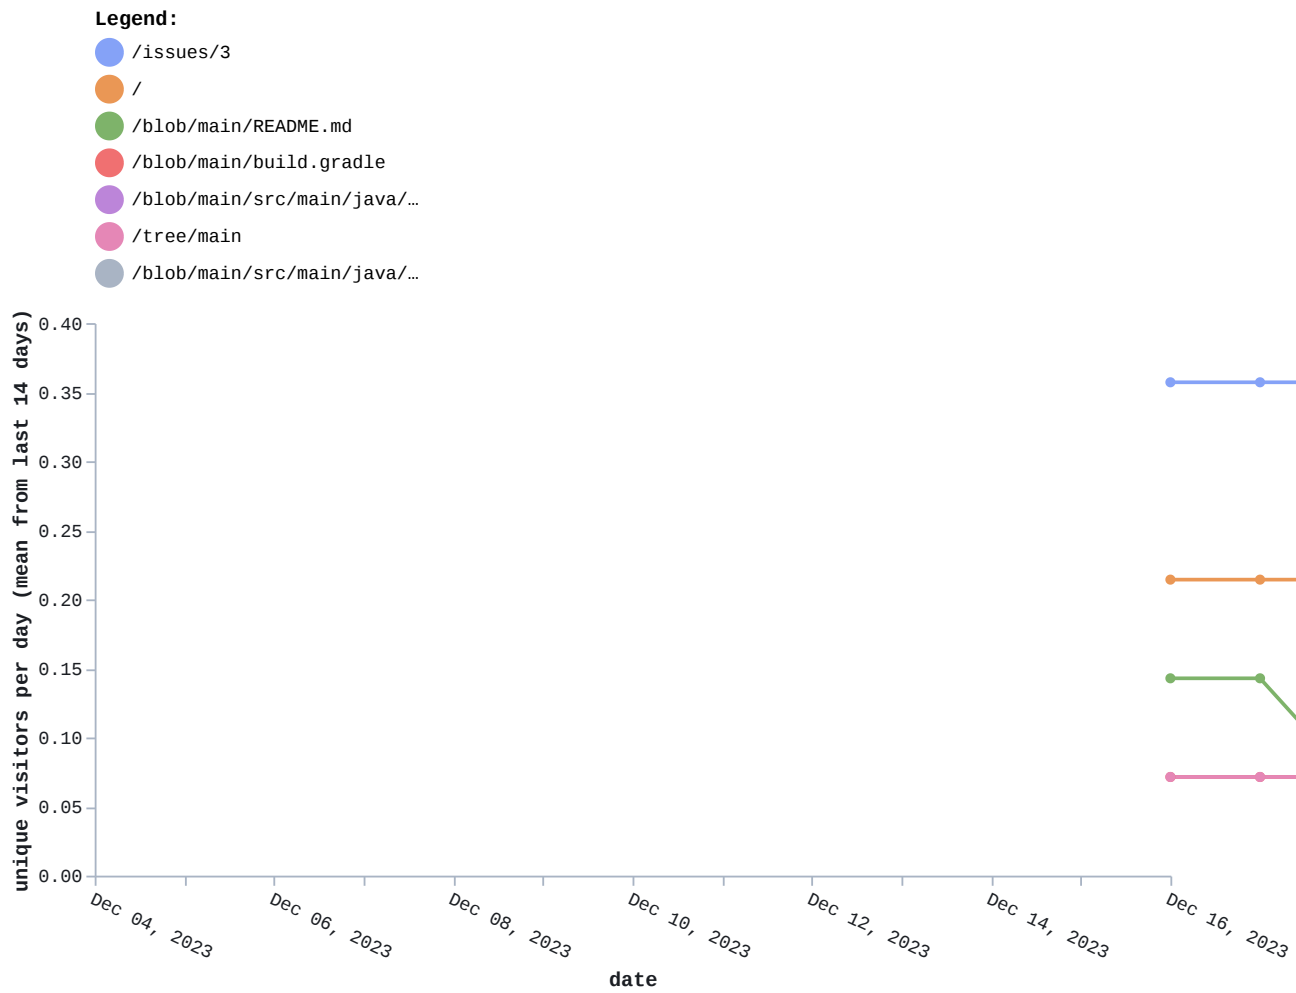 Legend:
/issues/3
/
/blob/main/README.md
/blob/main/build.gradle
/blob/main/src/main/java/…
/tree/main
/blob/main/src/main/java/…
unique visitors per day (mean from last 14 days)
0.40
0.35
0.30
0.25
0.20
0.15
0.10
0.05
0.00
Dec 04, 2023
Dec 06, 2023
Dec 08, 2023
Dec 10, 2023
Dec 12, 2023
Dec 14, 2023
Dec 16, 2023
date